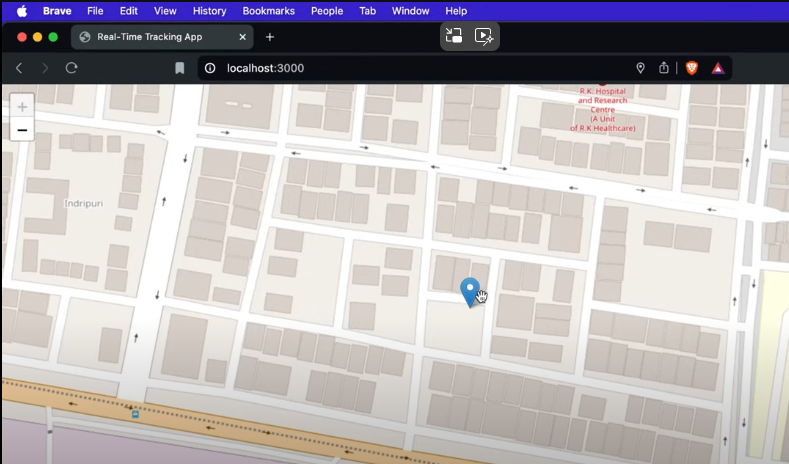 Brave File Edit View History Bookmarks People Tab Window Help
Real-Time Tracking App
localhost:3000
R.K. Hospital
and Research
Centre
(A Unit
of R.K Healthcare)
Indripuri